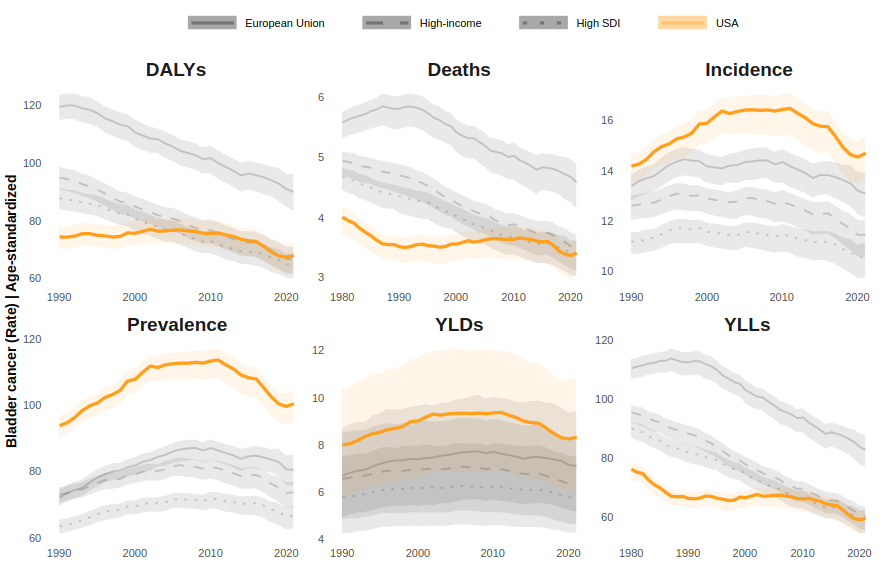 European Union High-income High SDI USA
DALYs Deaths Incidence
Bladder cancer (Rate) | Age-standardized
120
100
80
60
1990 2000 2010 2020
6
5
4
3
1980 1990 2000 2010 2020
16
14
12
10
1990 2000 2010 2020
Prevalence YLDs YLLs
120
100
80
60
1990 2000 2010 2020
12
10
8
6
4
1990 2000 2010 2020
120
100
80
60
1980 1990 2000 2010 2020